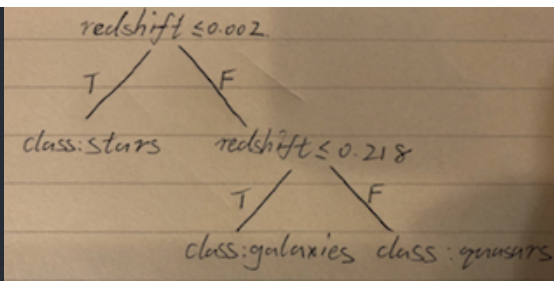 redshift ≤0.002
T F
class:stars redshift ≤ 0.218
T F
class:galaxies class:quasars